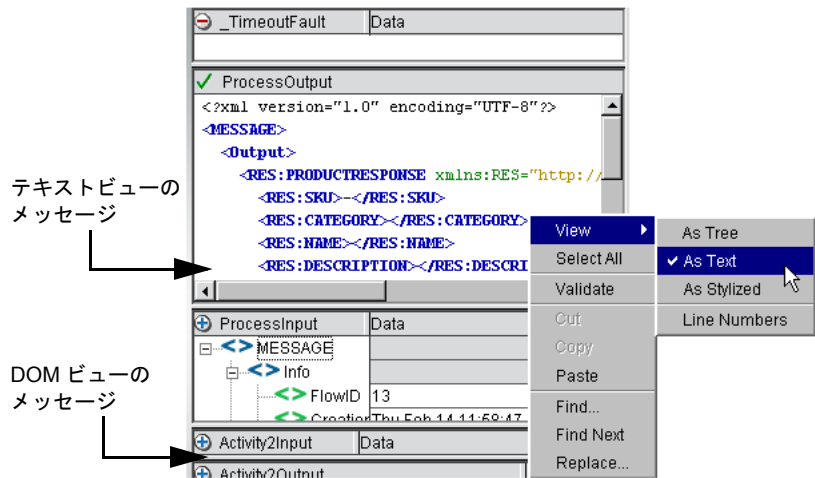 _TimeoutFault Data
ProcessOutput
<?xml version="1.0" encoding="UTF-8"?>
<MESSAGE>
<Output>
<RES:PRODUCTRESPONSE xmlns:RES="http://
<RES:SKU>-</RES:SKU>
<RES:CATEGORY></RES:CATEGORY>
<RES:NAME></RES:NAME>
<RES:DESCRIPTION></RES:DESCRI
テキストビューの
メッセージ
View
Select All
Validate
Cut
Copy
Paste
Find...
Find Next
Replace...
As Tree
As Text
As Stylized
Line Numbers
ProcessInput Data
MESSAGE
Info
FlowID 13
Creation Thu Feb 14 11:58:47
DOM ビューの
メッセージ
Activity2Input Data
Activity2Output